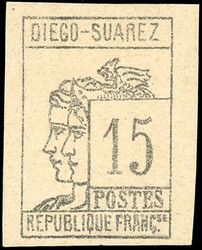 DIEGO-SUAREZ
15
POSTES
REPUBLIQUE FRANÇSE